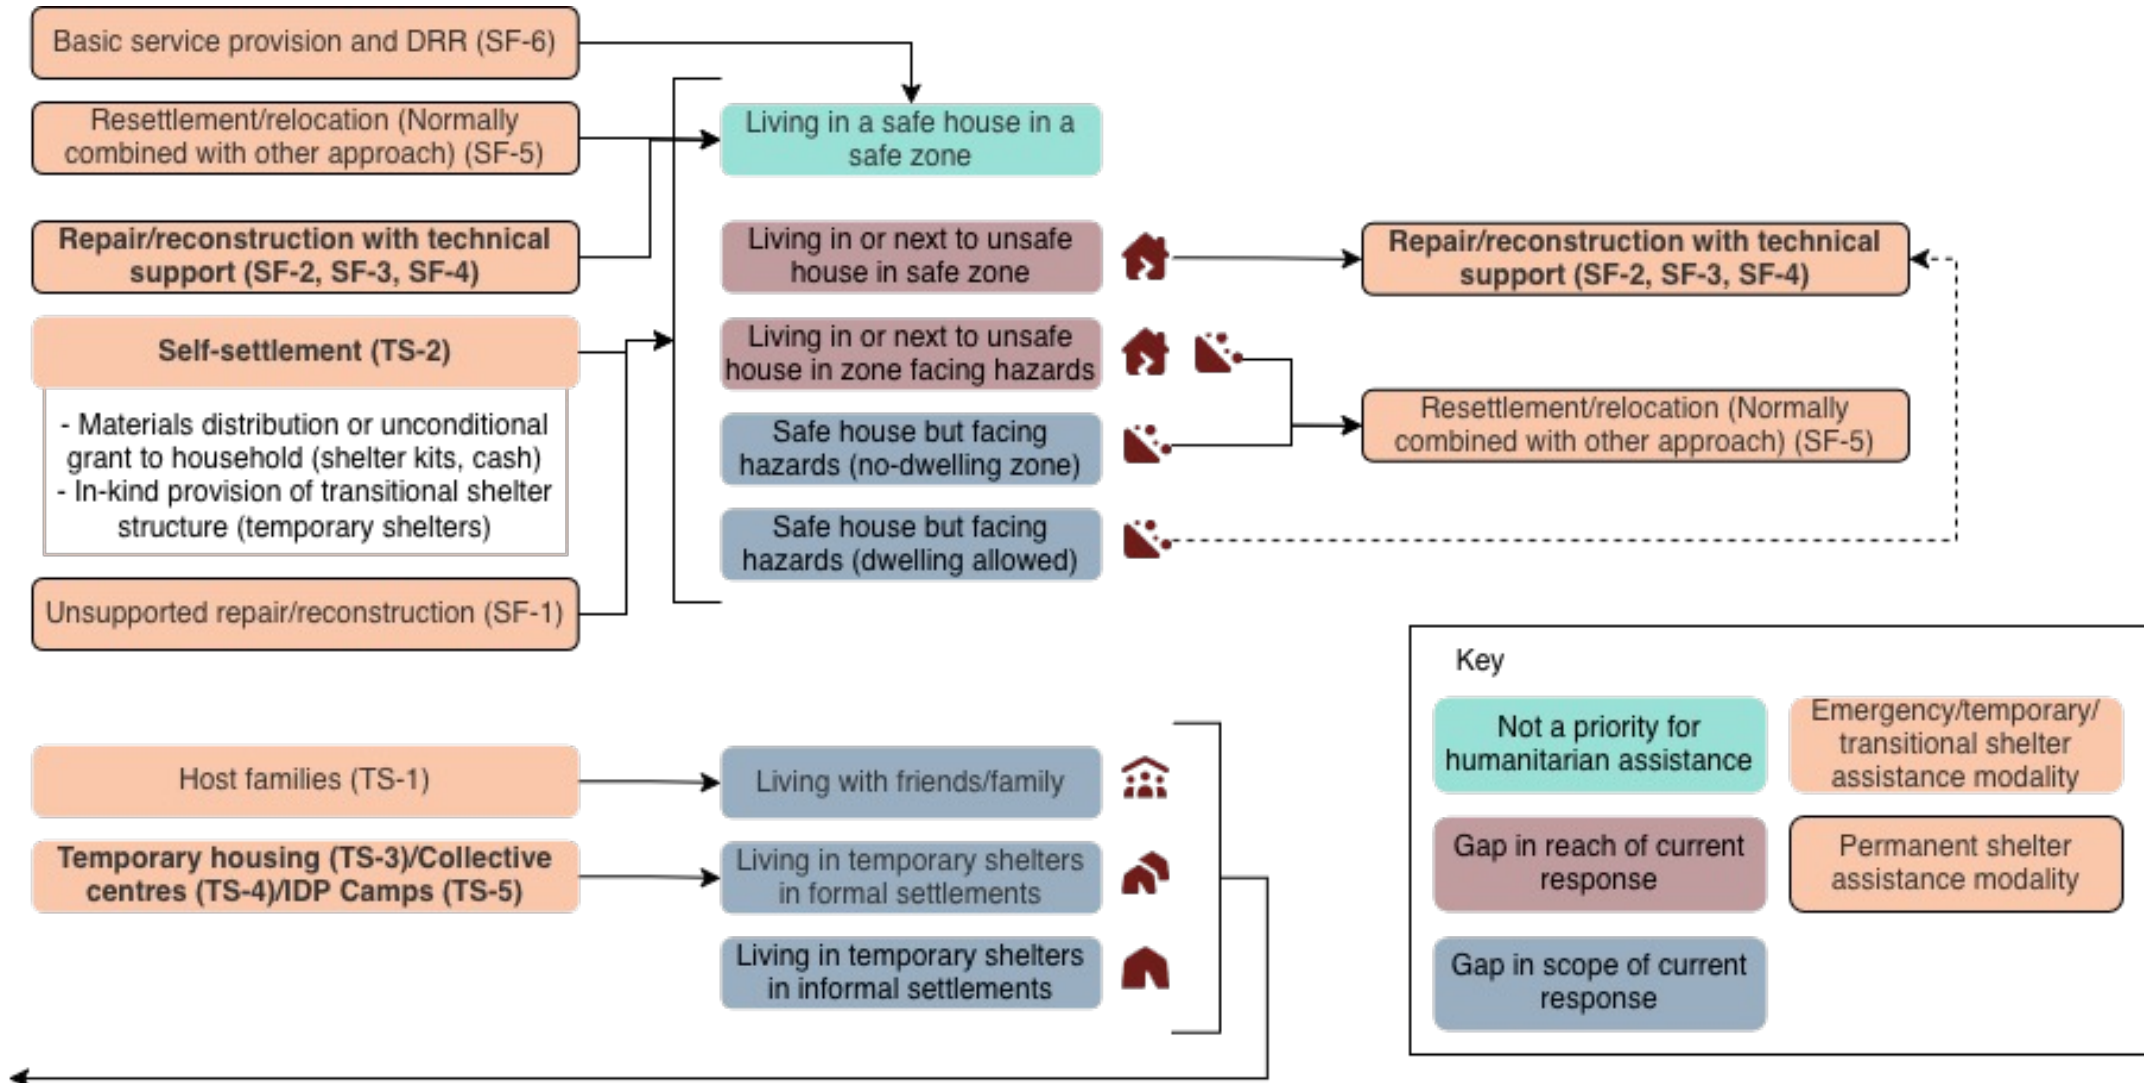 Basic service provision and DRR (SF-6)
Resettlement/relocation (Normally
combined with other approach) (SF-5)
Repair/reconstruction with technical
support (SF-2, SF-3, SF-4)
Self-settlement (TS-2)
- Materials distribution or unconditional
grant to household (shelter kits, cash)
- In-kind provision of transitional shelter
structure (temporary shelters)
Unsupported repair/reconstruction (SF-1)
Living in a safe house in a
safe zone
Living in or next to unsafe
house in safe zone
Living in or next to unsafe
house in zone facing hazards
Safe house but facing
hazards (no-dwelling zone)
Safe house but facing
hazards (dwelling allowed)
Repair/reconstruction with technical
support (SF-2, SF-3, SF-4)
Resettlement/relocation (Normally
combined with other approach) (SF-5)
Host families (TS-1)
Temporary housing (TS-3)/Collective
centres (TS-4)/IDP Camps (TS-5)
Living with friends/family
Living in temporary shelters
in formal settlements
Living in temporary shelters
in informal settlements
Key
Not a priority for
humanitarian assistance
Emergency/temporary/
transitional shelter
assistance modality
Gap in reach of current
response
Permanent shelter
assistance modality
Gap in scope of current
response